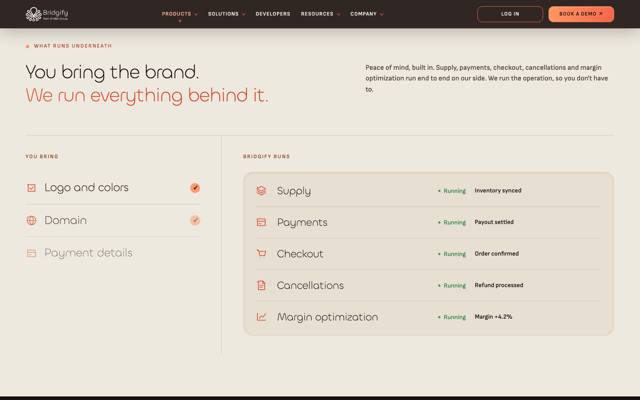 Bridgify
PRODUCTS
SOLUTIONS
DEVELOPERS
RESOURCES
COMPANY
LOG IN
BOOK A DEMO ↗
WHAT RUNS UNDERNEATH
You bring the brand.
We run everything behind it.
Peace of mind, built in. Supply, payments, checkout, cancellations and margin
optimization run end to end on our side. We run the operation, so you don't have
to.
YOU BRING
Logo and colors
Domain
Payment details
BRIDGIFY RUNS
Supply Running Inventory synced
Payments Running Payout settled
Checkout Running Order confirmed
Cancellations Running Refund processed
Margin optimization Running Margin +4.2%